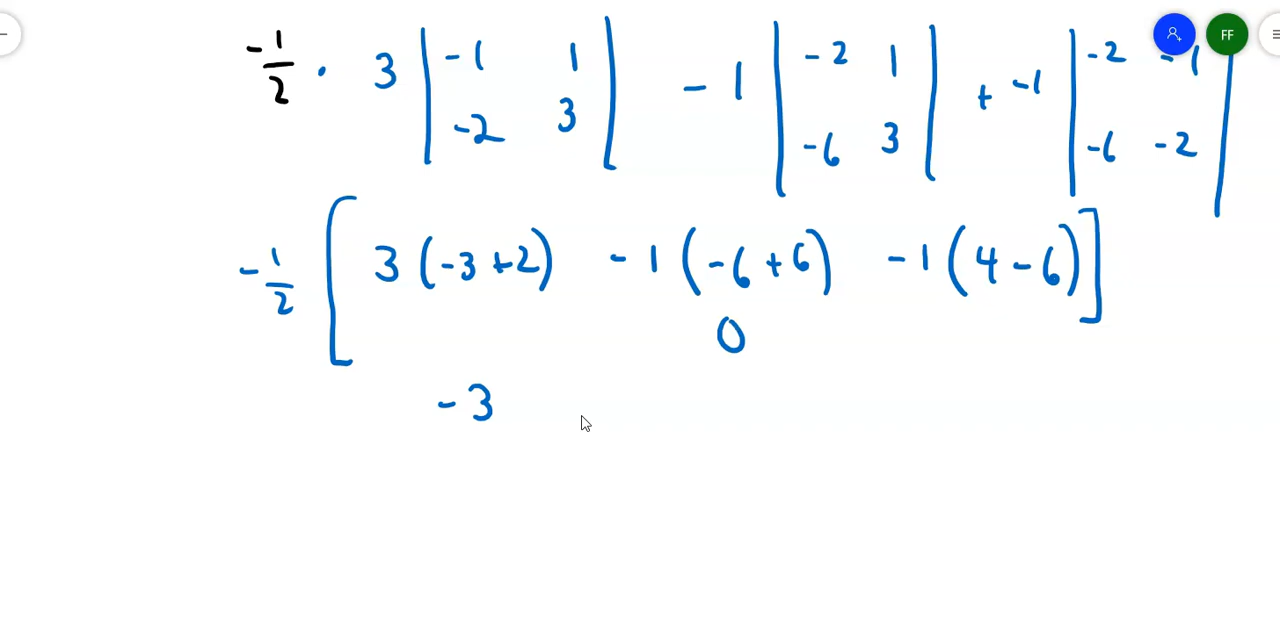 -1/2 · 3 | -1 1 ; -2 3 | - 1 | -2 1 ; -6 3 | + -1 | -2 -1 ; -6 -2 |
FF
-1/2 [ 3 (-3 +2) - 1 (-6 +6) -1 (4 - 6) ]
0
-3